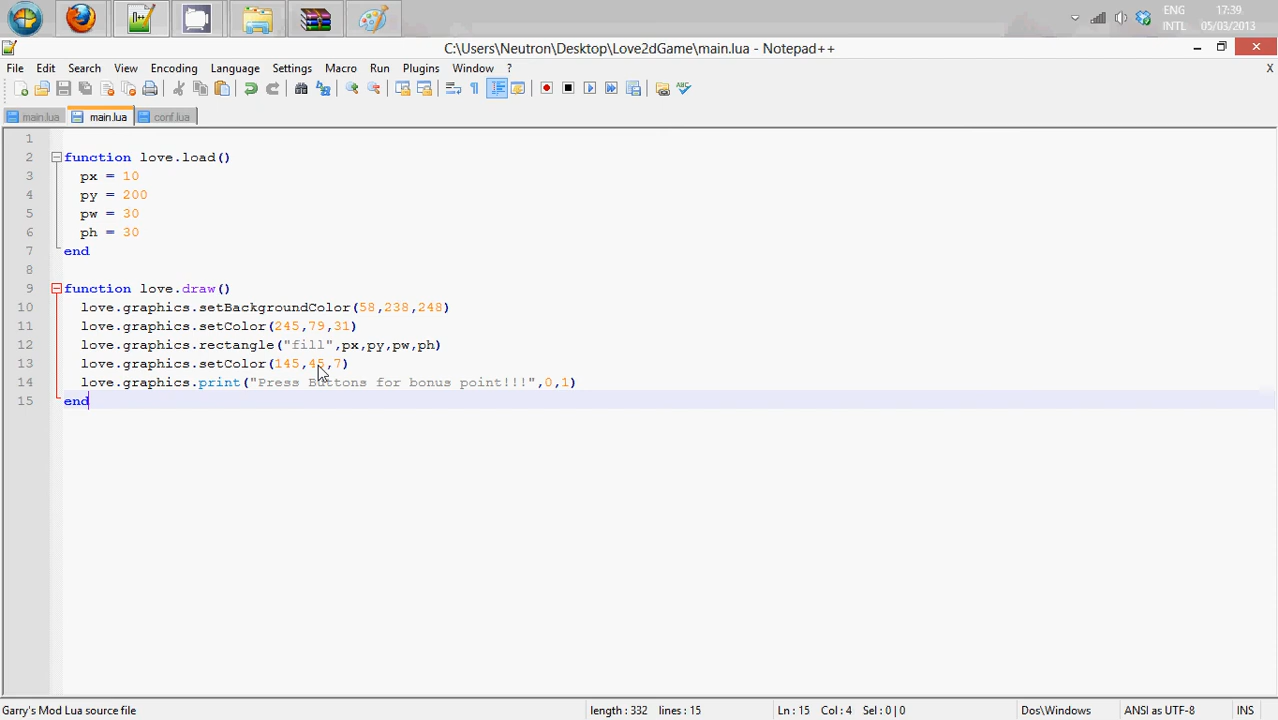 17:39
ENG
INTL
05/03/2013
C:\Users\Neutron\Desktop\Love2dGame\main.lua - Notepad++
File Edit Search View Encoding Language Settings Macro Run Plugins Window ? X
main.lua main.lua conf.lua
1
2 function love.load()
3 px = 10
4 py = 200
5 pw = 30
6 ph = 30
7 end
8
9 function love.draw()
10 love.graphics.setBackgroundColor(58,238,248)
11 love.graphics.setColor(245,79,31)
12 love.graphics.rectangle("fill",px,py,pw,ph)
13 love.graphics.setColor(145,45,7)
14 love.graphics.print("Press Buttons for bonus point!!!",0,1)
15 end
Garry's Mod Lua source file length : 332 lines : 15 Ln : 15 Col : 4 Sel : 0 | 0 Dos\Windows ANSI as UTF-8 INS